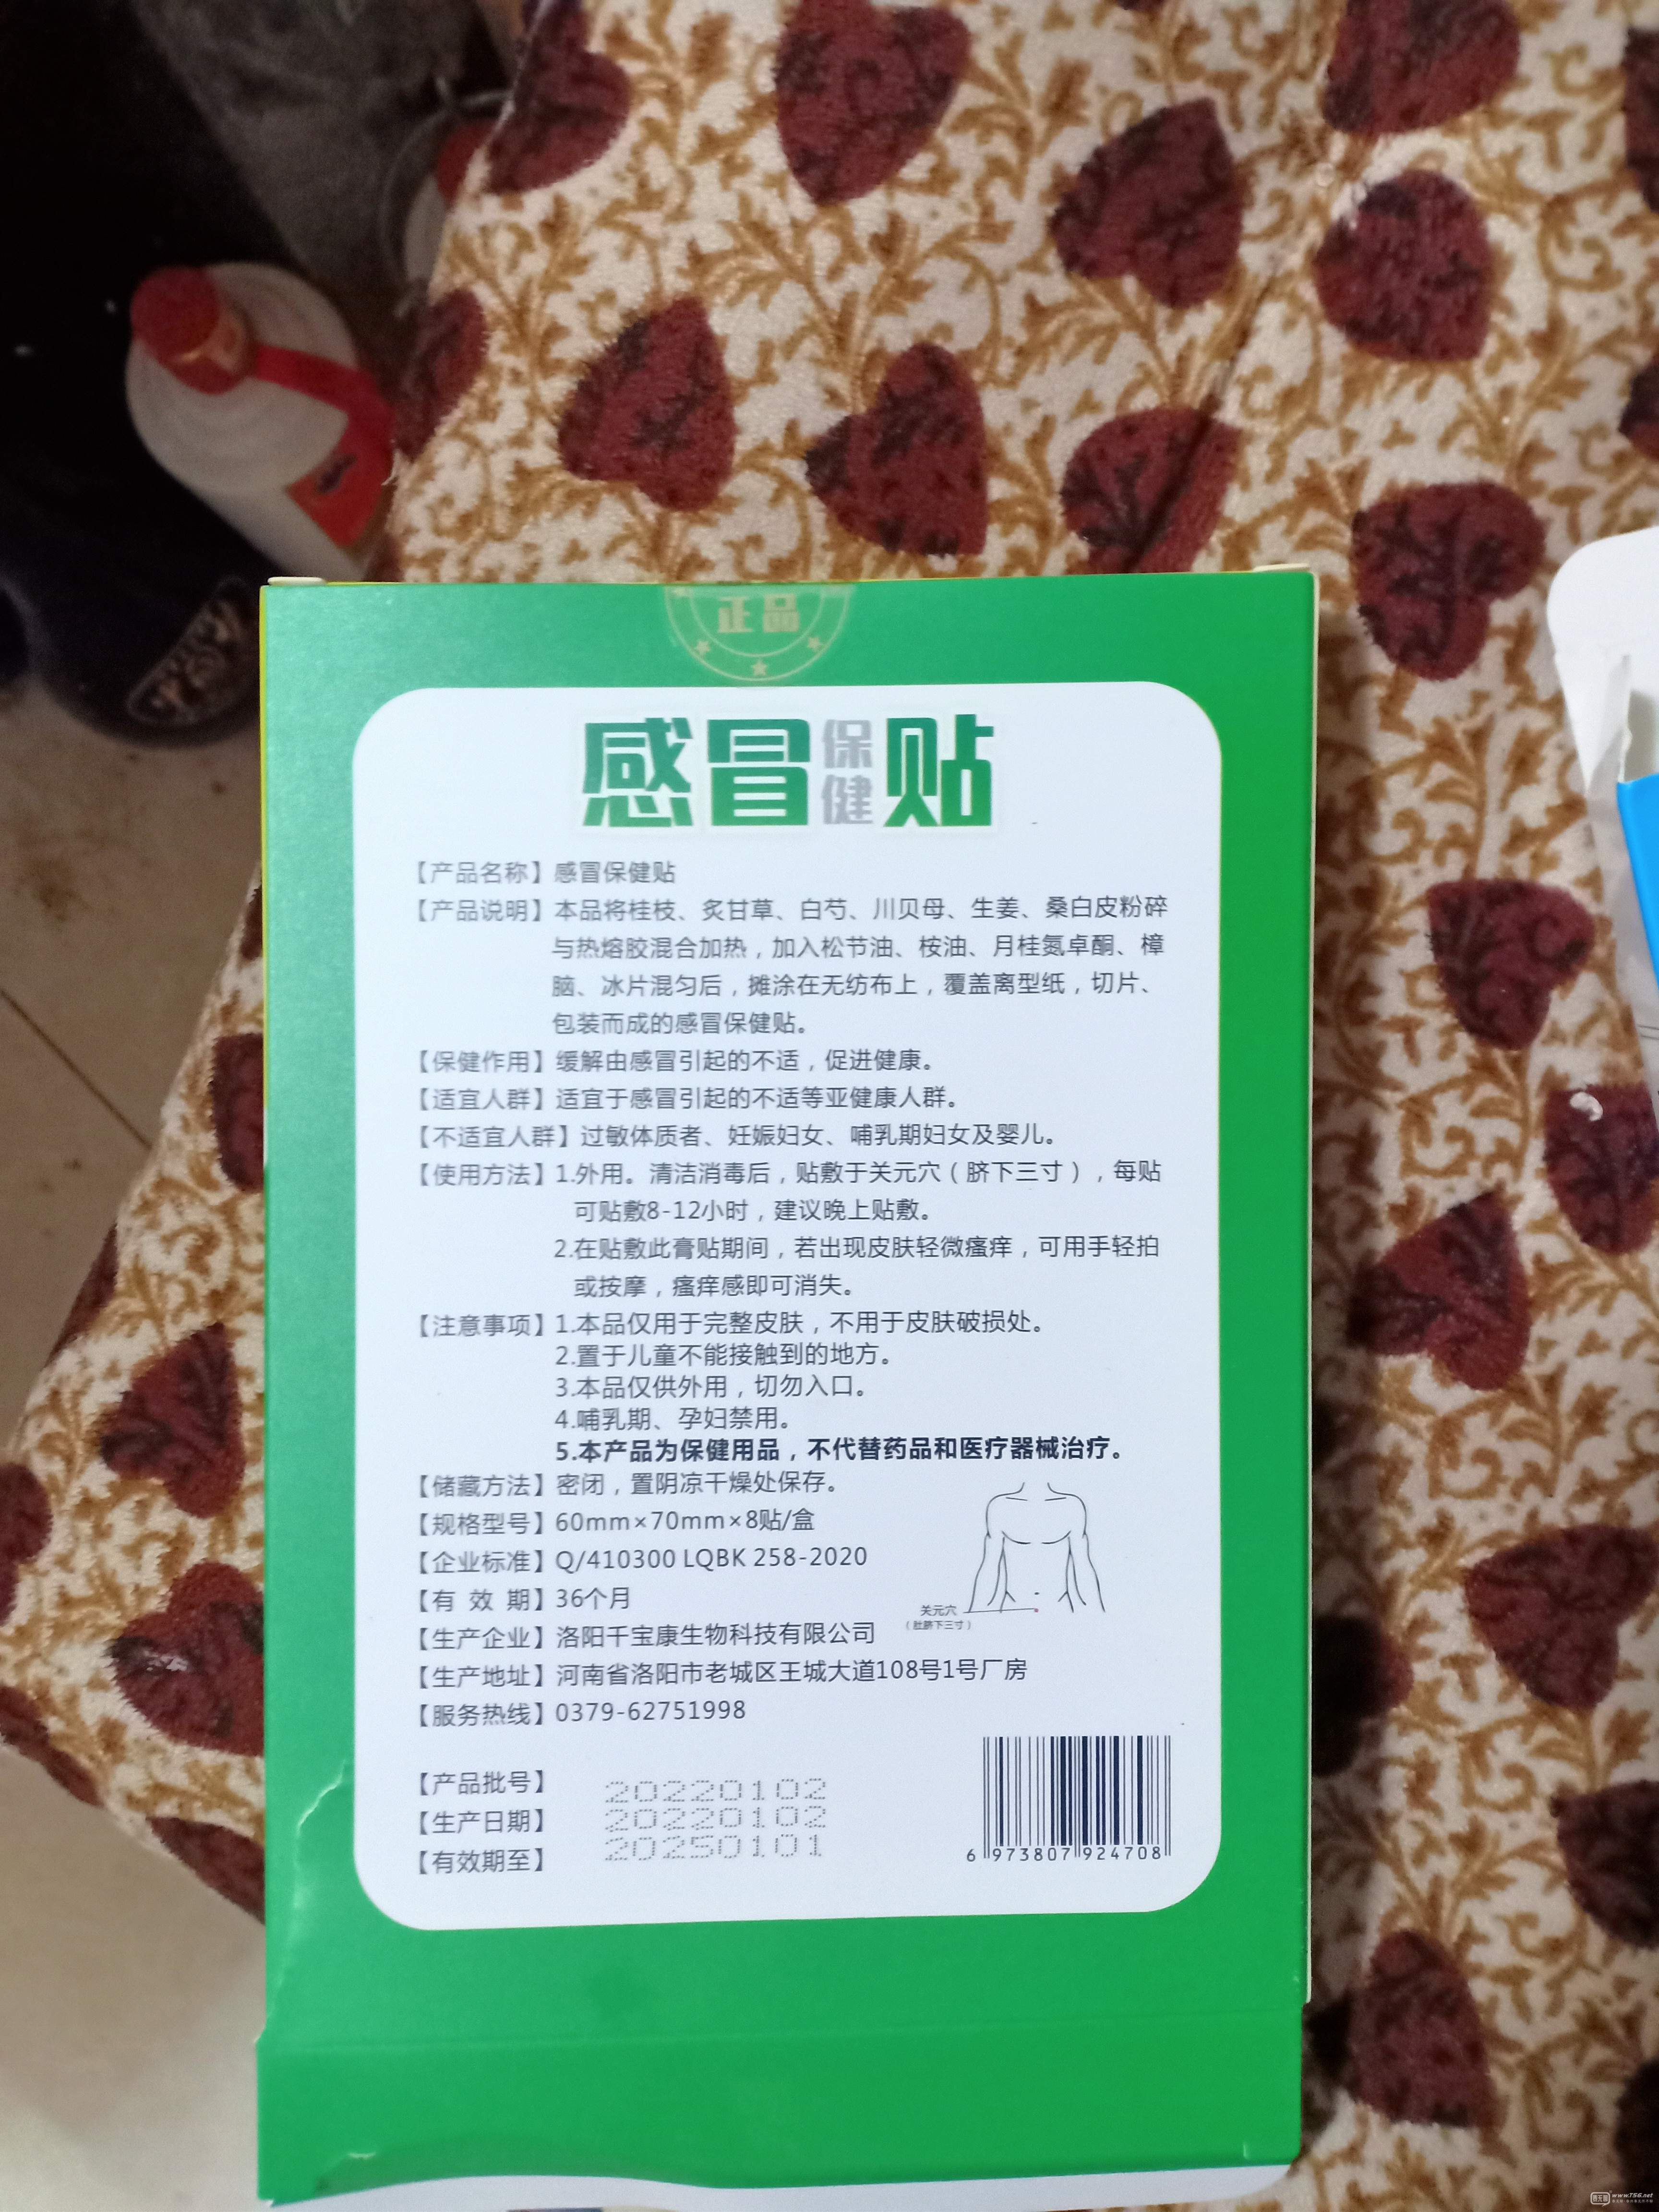 正品
感冒保健贴
【产品名称】感冒保健贴
【产品说明】本品将桂枝、炙甘草、白芍、川贝母、生姜、桑白皮粉碎
与热熔胶混合加热，加入松节油、桉油、月桂氮卓酮、樟
脑、冰片混匀后，摊涂在无纺布上，覆盖离型纸，切片、
包装而成的感冒保健贴。
【保健作用】缓解由感冒引起的不适，促进健康。
【适宜人群】适宜于感冒引起的不适等亚健康人群。
【不适宜人群】过敏体质者、妊娠妇女、哺乳期妇女及婴儿。
【使用方法】1.外用。清洁消毒后，贴敷于关元穴（脐下三寸），每贴
可贴敷8-12小时，建议晚上贴敷。
2.在贴敷此膏贴期间，若出现皮肤轻微瘙痒，可用手轻拍
或按摩，瘙痒感即可消失。
【注意事项】1.本品仅用于完整皮肤，不用于皮肤破损处。
2.置于儿童不能接触到的地方。
3.本品仅供外用，切勿入口。
4.哺乳期、孕妇禁用。
5.本产品为保健用品，不代替药品和医疗器械治疗。
【储藏方法】密闭，置阴凉干燥处保存。
【规格型号】60mm×70mm×8贴/盒
【企业标准】Q/410300 LQBK 258-2020
【有 效 期】36个月
关元穴
（肚脐下三寸）
【生产企业】洛阳千宝康生物科技有限公司
【生产地址】河南省洛阳市老城区王城大道108号1号厂房
【服务热线】0379-62751998
【产品批号】20220102
【生产日期】20220102
【有效期至】20250101
6 973807 924708
www.TS6.net